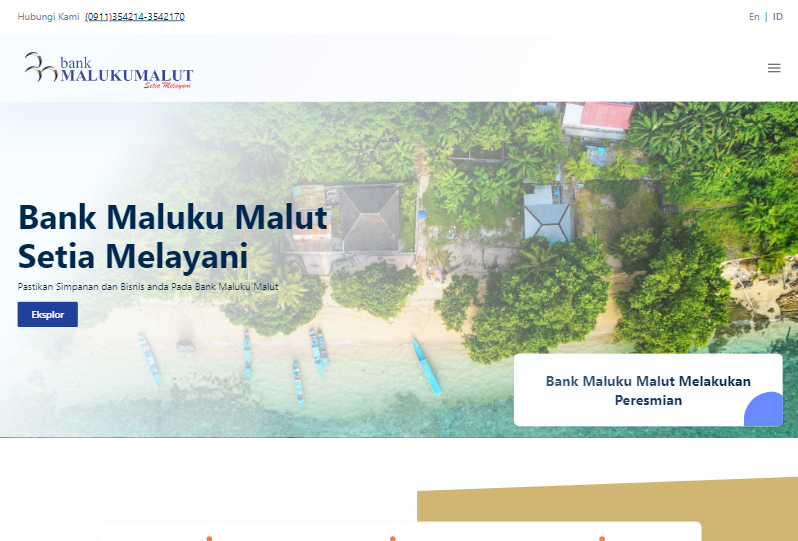 Hubungi Kami (0911)354214-3542170
En | ID
bank
MALUKUMALUT
Setia Melayani
Bank Maluku Malut
Setia Melayani
Pastikan Simpanan dan Bisnis anda Pada Bank Maluku Malut
Eksplor
Bank Maluku Malut Melakukan
Peresmian